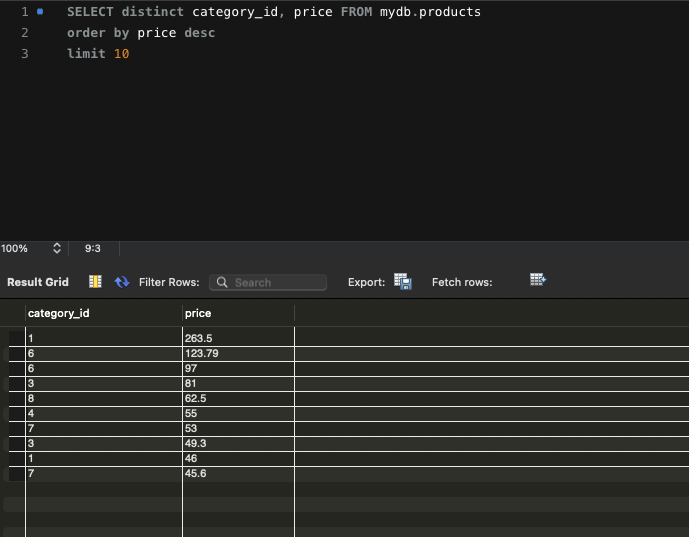 1 SELECT distinct category_id, price FROM mydb.products
2 order by price desc
3 limit 10
100% 9:3
Result Grid Filter Rows: Search Export: Fetch rows:
category_id price
1 263.5
6 123.79
6 97
3 81
8 62.5
4 55
7 53
3 49.3
1 46
7 45.6